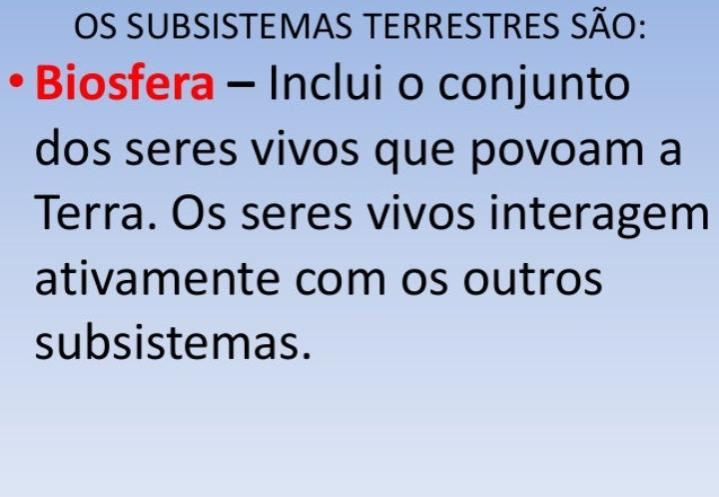 OS SUBSISTEMAS TERRESTRES SÃO:
• Biosfera – Inclui o conjunto
dos seres vivos que povoam a
Terra. Os seres vivos interagem
ativamente com os outros
subsistemas.